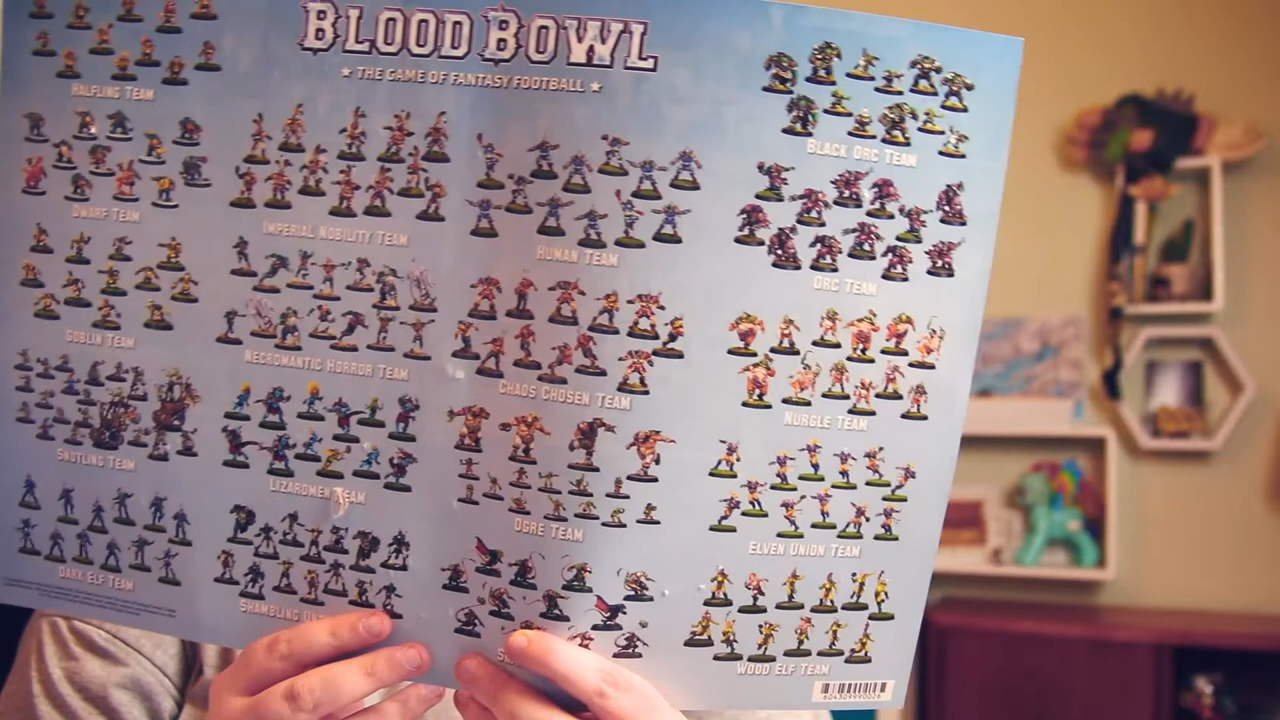 BLOOD BOWL
★ THE GAME OF FANTASY FOOTBALL ★
HALFLING TEAM
DWARF TEAM
GOBLIN TEAM
SNOTLING TEAM
DARK ELF TEAM
IMPERIAL NOBILITY TEAM
NECROMANTIC HORROR TEAM
LIZARDMEN TEAM
SHAMBLING
HUMAN TEAM
CHAOS CHOSEN TEAM
OGRE TEAM
BLACK ORC TEAM
ORC TEAM
NURGLE TEAM
ELVEN UNION TEAM
WOOD ELF TEAM